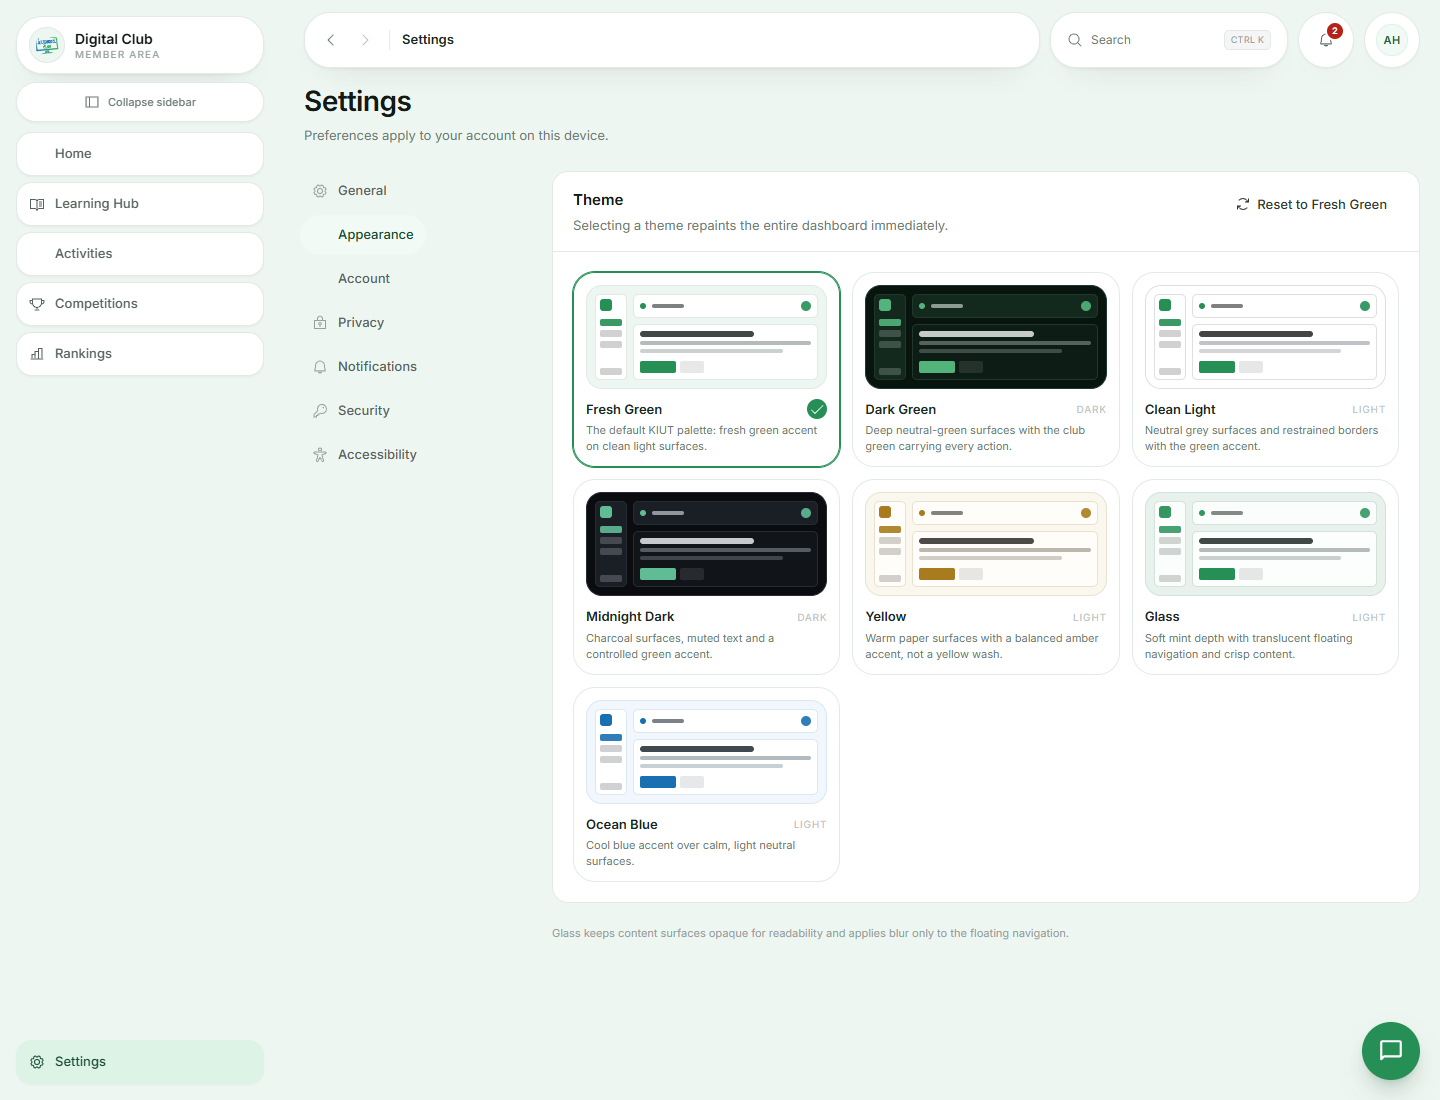 Digital Club
MEMBER AREA
Collapse sidebar
Home
Learning Hub
Activities
Competitions
Rankings
Settings
Settings
Search
CTRL K
2
AH
Settings
Preferences apply to your account on this device.
General
Appearance
Account
Privacy
Notifications
Security
Accessibility
Theme
Selecting a theme repaints the entire dashboard immediately.
Reset to Fresh Green
Fresh Green
The default KIUT palette: fresh green accent
on clean light surfaces.
Dark Green
DARK
Deep neutral-green surfaces with the club
green carrying every action.
Clean Light
LIGHT
Neutral grey surfaces and restrained borders
with the green accent.
Midnight Dark
DARK
Charcoal surfaces, muted text and a
controlled green accent.
Yellow
LIGHT
Warm paper surfaces with a balanced amber
accent, not a yellow wash.
Glass
LIGHT
Soft mint depth with translucent floating
navigation and crisp content.
Ocean Blue
LIGHT
Cool blue accent over calm, light neutral
surfaces.
Glass keeps content surfaces opaque for readability and applies blur only to the floating navigation.